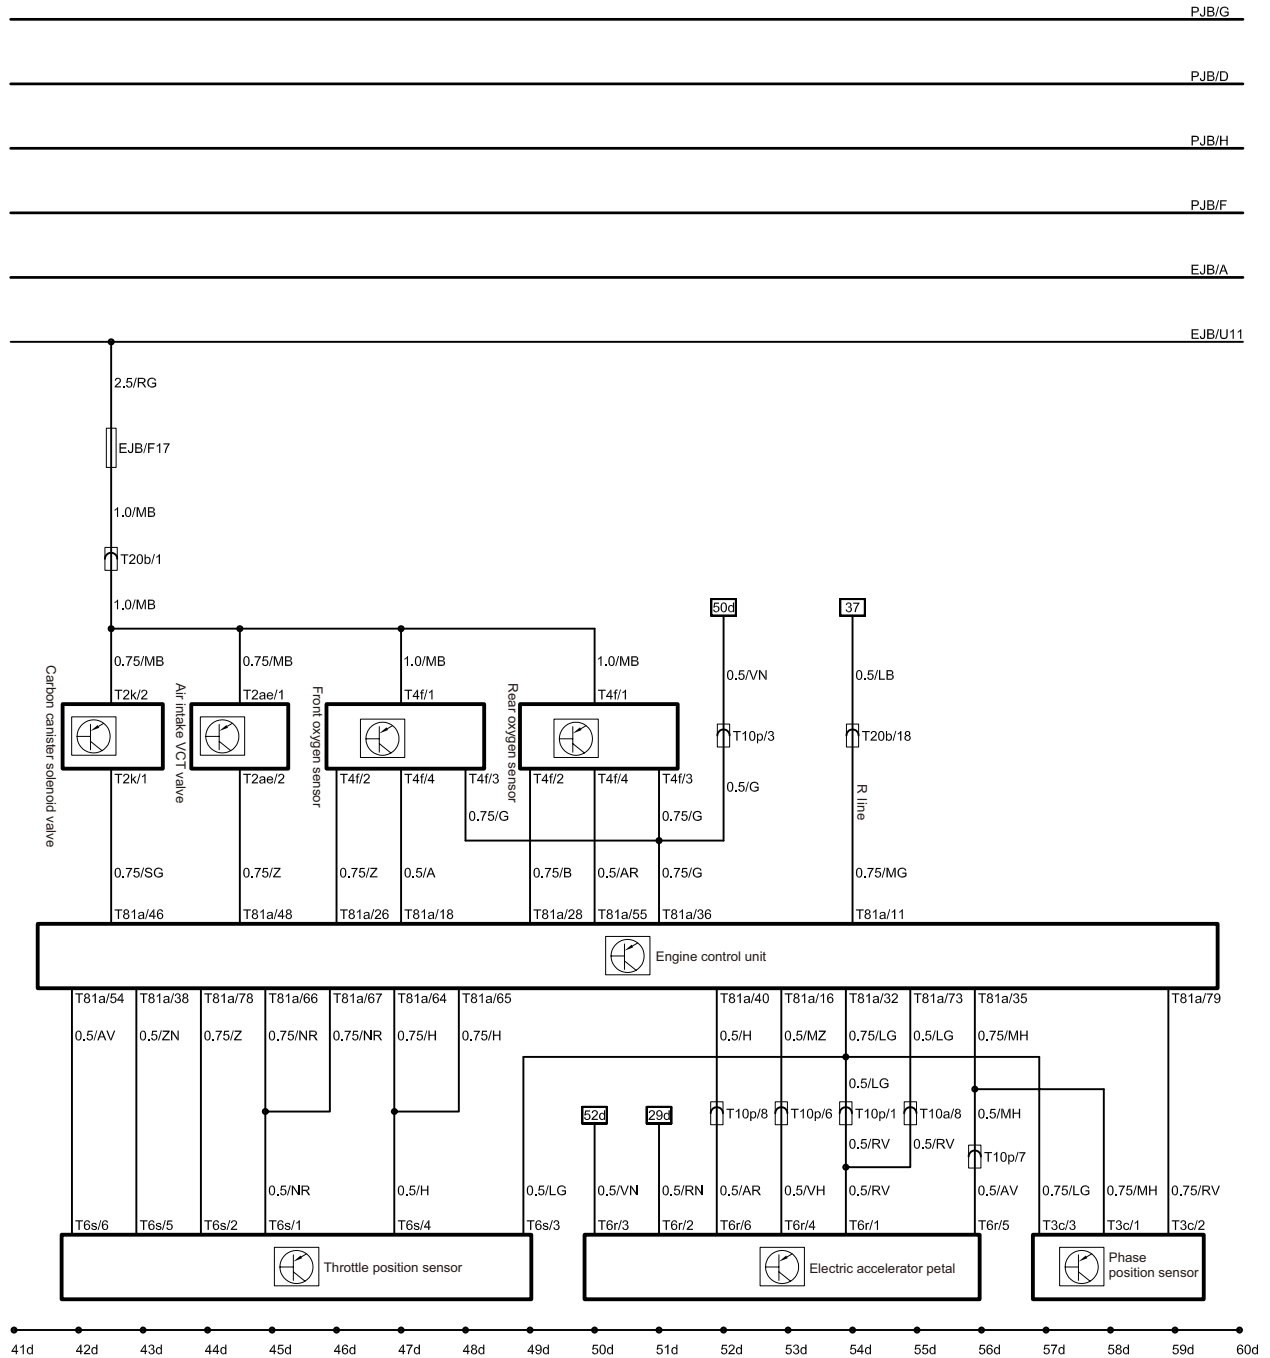 PJB/G
PJB/D
PJB/H
PJB/F
EJB/A
EJB/U11
2.5/RG
EJB/F17
1.0/MB
T20b/1
1.0/MB
50d
37
0.75/MB
0.75/MB
1.0/MB
1.0/MB
0.5/VN
0.5/LB
Carbon canister solenoid valve
Air intake VCT valve
Front oxygen sensor
Rear oxygen sensor
T2k/2
T2ae/1
T4f/1
T4f/1
T10p/3
T20b/18
T2k/1
T2ae/2
T4f/2
T4f/4
T4f/3
T4f/2
T4f/4
T4f/3
0.5/G
R line
0.75/G
0.75/G
0.75/SG
0.75/Z
0.75/Z
0.5/A
0.75/B
0.5/AR
0.75/G
0.75/MG
T81a/46
T81a/48
T81a/26
T81a/18
T81a/28
T81a/55
T81a/36
T81a/11
Engine control unit
T81a/54
T81a/38
T81a/78
T81a/66
T81a/67
T81a/64
T81a/65
T81a/40
T81a/16
T81a/32
T81a/73
T81a/35
T81a/79
0.5/AV
0.5/ZN
0.75/Z
0.75/NR
0.75/NR
0.75/H
0.75/H
0.5/H
0.5/MZ
0.75/LG
0.5/LG
0.75/MH
0.5/LG
52d
29d
T10p/8
T10p/6
T10p/1
T10a/8
0.5/MH
0.5/RV
0.5/RV
T10p/7
0.5/NR
0.5/H
0.5/LG
0.5/VN
0.5/RN
0.5/AR
0.5/VH
0.5/RV
0.5/AV
0.75/LG
0.75/MH
0.75/RV
T6s/6
T6s/5
T6s/2
T6s/1
T6s/4
T6s/3
T6r/3
T6r/2
T6r/6
T6r/4
T6r/1
T6r/5
T3c/3
T3c/1
T3c/2
Throttle position sensor
Electric accelerator petal
Phase
position sensor
41d
42d
43d
44d
45d
46d
47d
48d
49d
50d
51d
52d
53d
54d
55d
56d
57d
58d
59d
60d